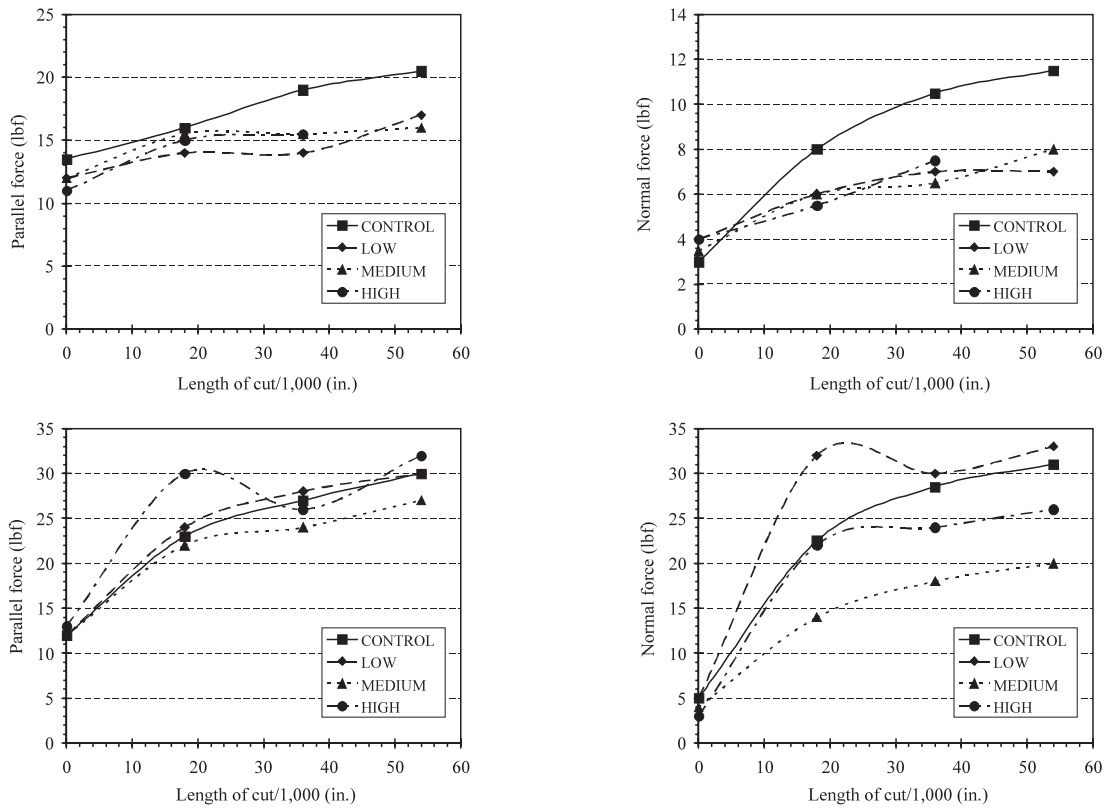 25
20
15
10
5
0
Parallel force (lbf)
CONTROL
LOW
MEDIUM
HIGH
0 10 20 30 40 50 60
Length of cut/1,000 (in.)
14
12
10
8
6
4
2
0
Normal force (lbf)
CONTROL
LOW
MEDIUM
HIGH
0 10 20 30 40 50 60
Length of cut/1,000 (in.)
35
30
25
20
15
10
5
0
Parallel force (lbf)
CONTROL
LOW
MEDIUM
HIGH
0 10 20 30 40 50 60
Length of cut/1,000 (in.)
35
30
25
20
15
10
5
0
Normal force (lbf)
CONTROL
LOW
MEDIUM
HIGH
0 10 20 30 40 50 60
Length of cut/1,000 (in.)